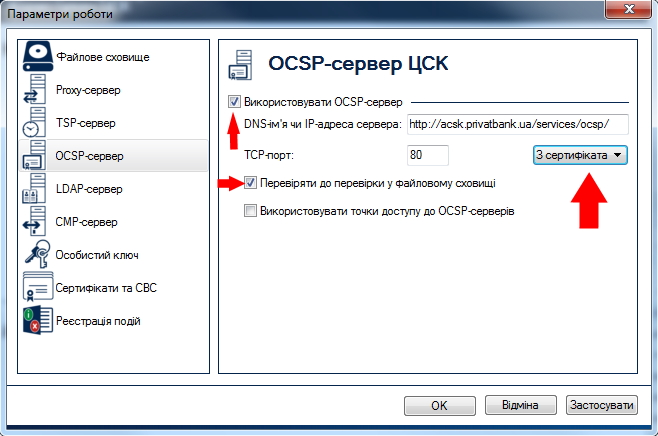 Параметри роботи
Файлове сховище
Proxy-сервер
TSP-сервер
OCSP-сервер
LDAP-сервер
CMP-сервер
Особистий ключ
Сертифікати та СВС
Реєстрація подій
OCSP-сервер ЦСК
Використовувати OCSP-сервер
DNS-ім'я чи IP-адреса сервера: http://acsk.privatbank.ua/services/ocsp/
TCP-порт: 80 З сертифіката
Перевіряти до перевірки у файловому сховищі
Використовувати точки доступу до OCSP-серверів
OK Відміна Застосувати